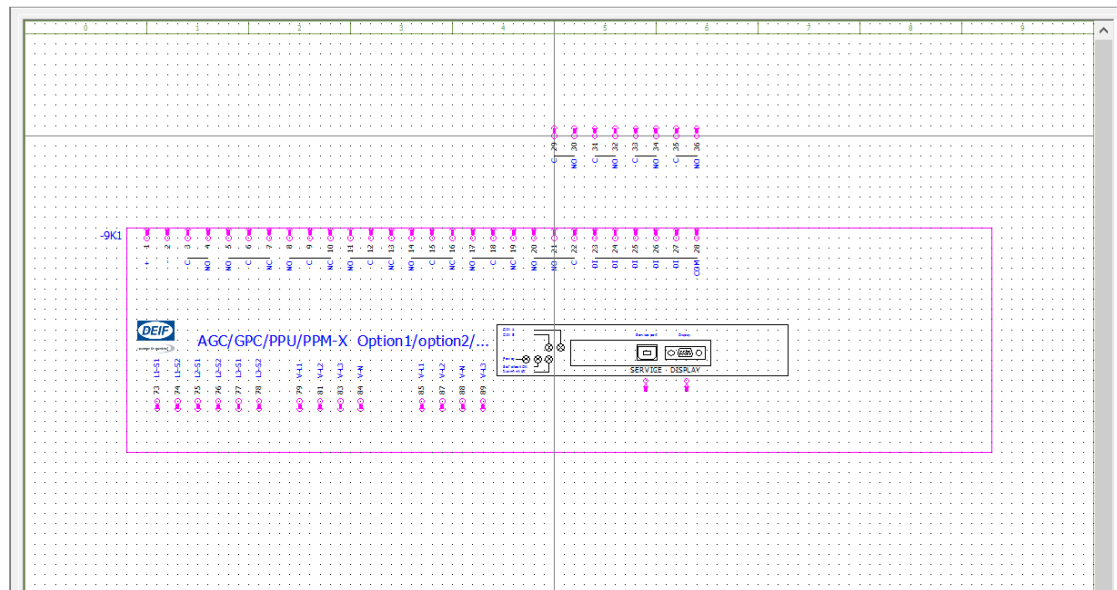 0 1 2 3 4 5 6 7 8 9
29 30 31 32 33 34 35 36
C NO C NO C NO C NO
-9K1
1 2 3 4 5 6 7 8 9 10 11 12 13 14 15 16 17 18 19 20 21 22 23 24 25 26 27 28
+ - C NO NO C NC NO C NC NO C NC NO C NC NO C NC NO NO C DI DI DI DI DI COM
DEIF
AGC/GPC/PPU/PPM-X Option1/option2/...
Service port Display
SERVICE DISPLAY
L1-S1 L1-S2 L2-S1 L2-S2 L3-S1 L3-S2 V-L1 V-L2 V-L3 V-N V-L1 V-L2 V-N V-L3
73 74 75 76 77 78 79 81 83 84 85 87 88 89